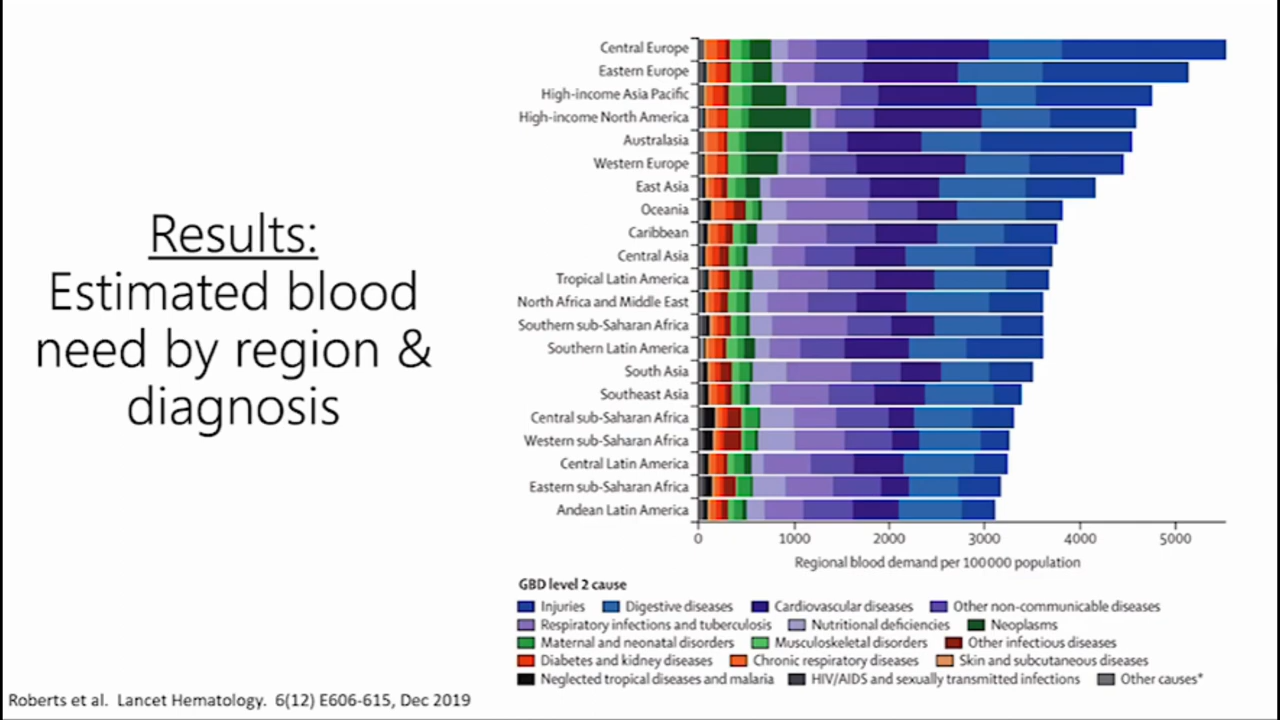 Results:
Estimated blood
need by region &
diagnosis
Central Europe
Eastern Europe
High-income Asia Pacific
High-income North America
Australasia
Western Europe
East Asia
Oceania
Caribbean
Central Asia
Tropical Latin America
North Africa and Middle East
Southern sub-Saharan Africa
Southern Latin America
South Asia
Southeast Asia
Central sub-Saharan Africa
Western sub-Saharan Africa
Central Latin America
Eastern sub-Saharan Africa
Andean Latin America
0 1000 2000 3000 4000 5000
Regional blood demand per 100 000 population
GBD level 2 cause
Injuries Digestive diseases Cardiovascular diseases Other non-communicable diseases
Respiratory infections and tuberculosis Nutritional deficiencies Neoplasms
Maternal and neonatal disorders Musculoskeletal disorders Other infectious diseases
Diabetes and kidney diseases Chronic respiratory diseases Skin and subcutaneous diseases
Neglected tropical diseases and malaria HIV/AIDS and sexually transmitted infections Other causes*
Roberts et al. Lancet Hematology. 6(12) E606-615, Dec 2019